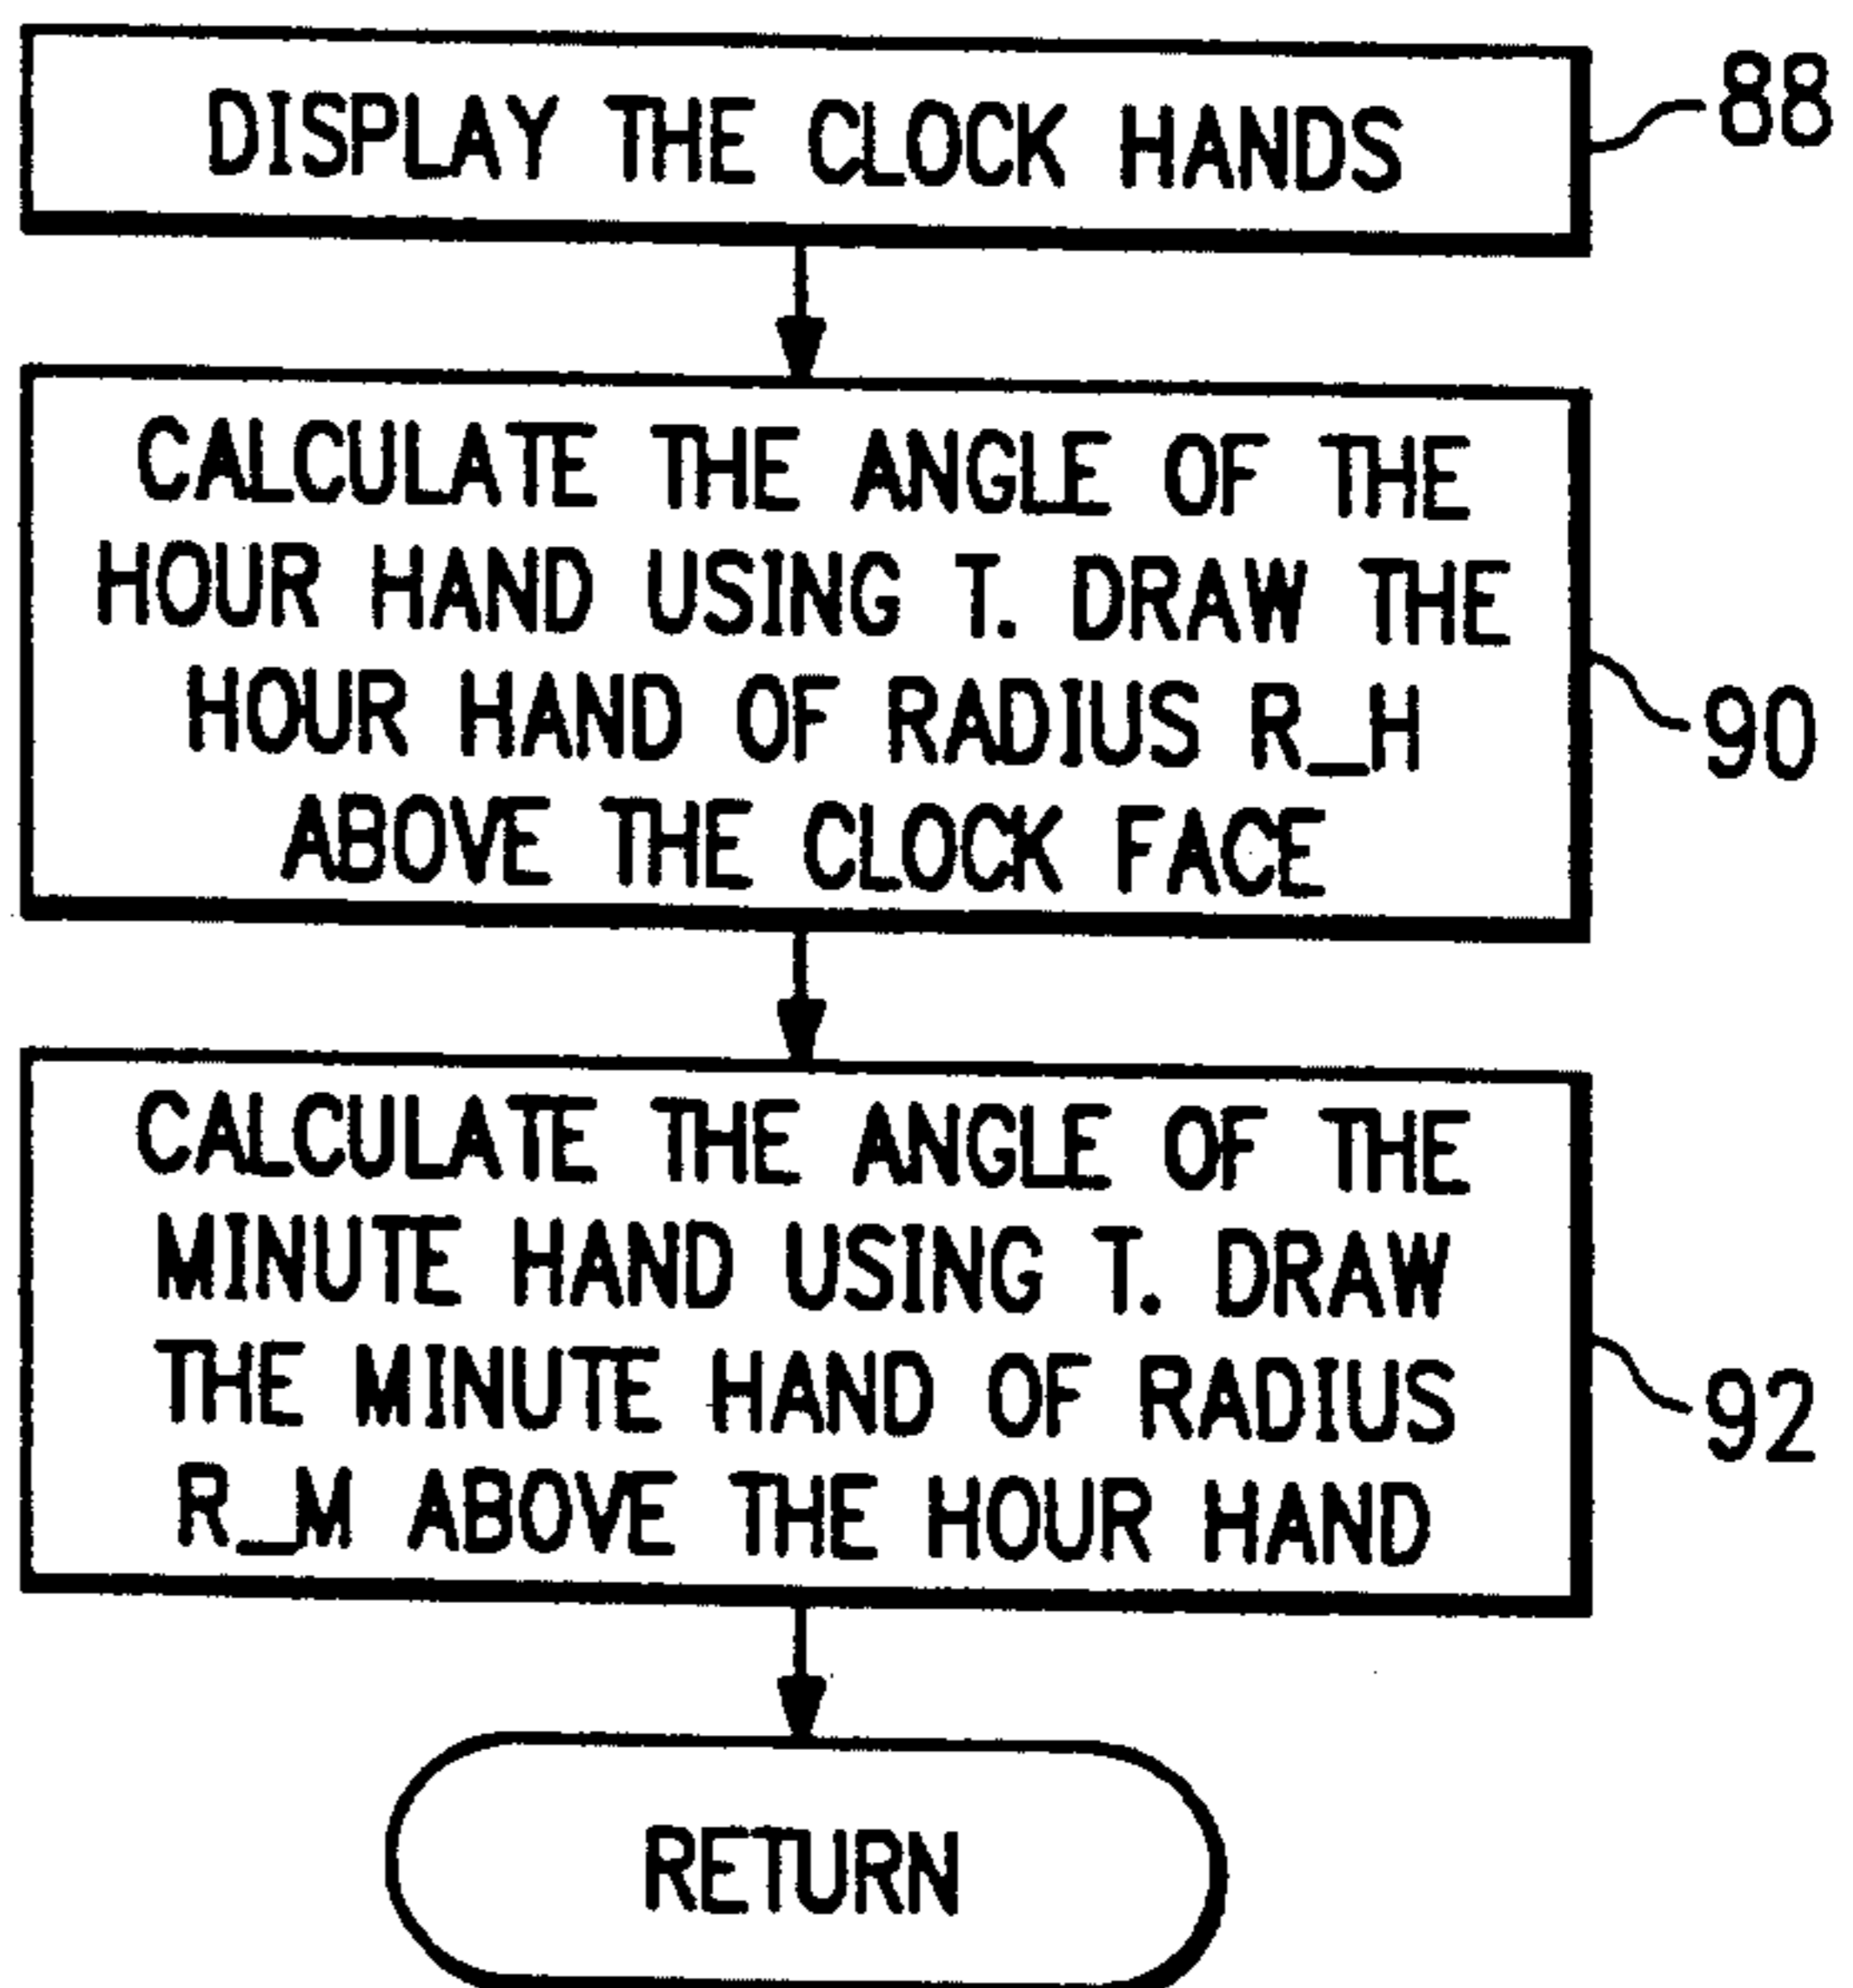 DISPLAY THE CLOCK HANDS
88
CALCULATE THE ANGLE OF THE
HOUR HAND USING T. DRAW THE
HOUR HAND OF RADIUS R_H
ABOVE THE CLOCK FACE
90
CALCULATE THE ANGLE OF THE
MINUTE HAND USING T. DRAW
THE MINUTE HAND OF RADIUS
R_M ABOVE THE HOUR HAND
92
RETURN